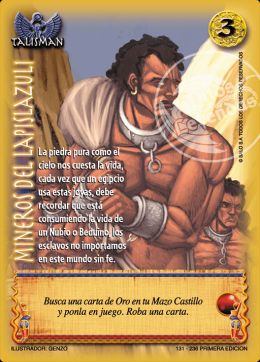 TALISMAN
3
MINEROS DEL LAPISLAZULI
La piedra pura como el
cielo nos cuesta la vida,
cada vez que un egipcio
usa estas joyas, debe
recordar que está
consumiendo la vida de
un Nubio o Beduino, los
esclavos no importamos
en este mundo sin fe.
Busca una carta de Oro en tu Mazo Castillo
y ponla en juego. Roba una carta.
ILUSTRADOR: GENZO
131 - 236 PRIMERA EDICION